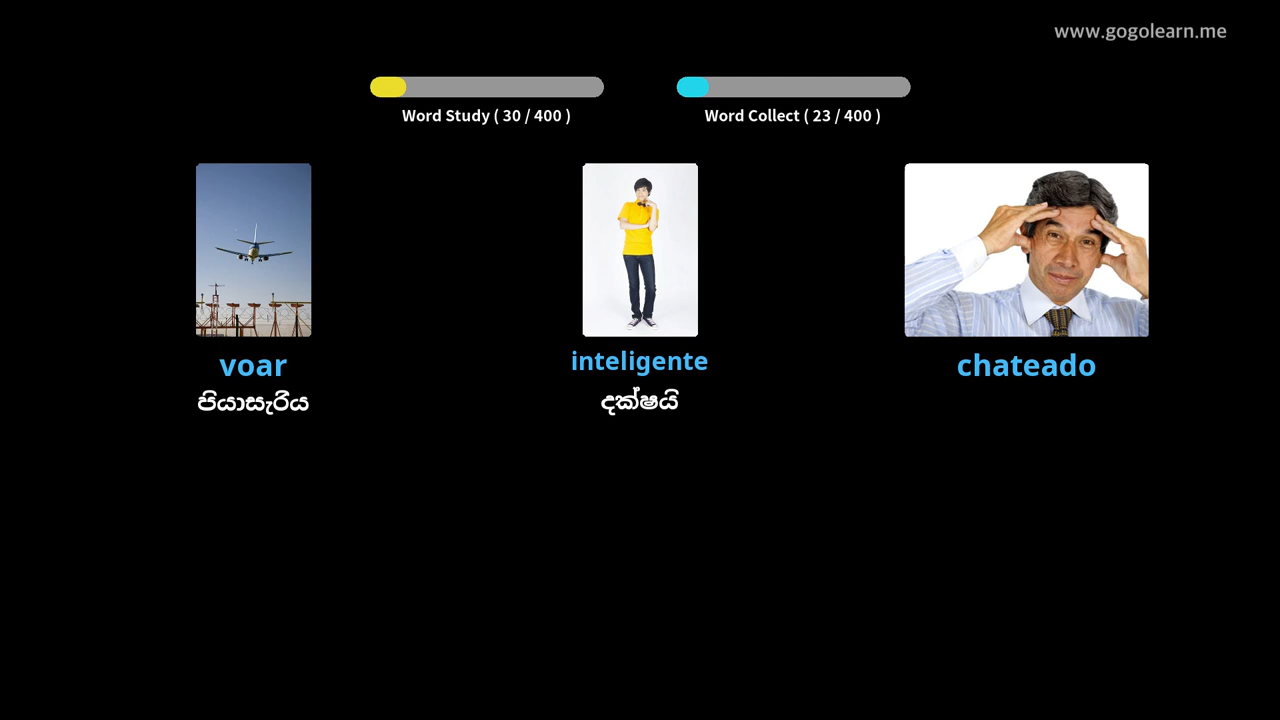 www.gogolearn.me
Word Study ( 30 / 400 )
Word Collect ( 23 / 400 )
voar
inteligente
chateado
පියාසැරිය
දක්ෂයි